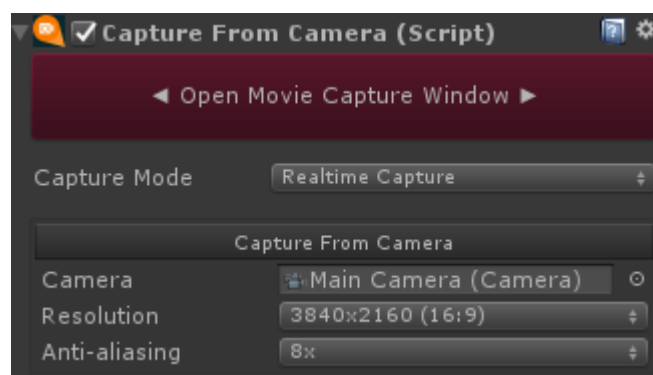 Capture From Camera (Script)
◄ Open Movie Capture Window ►
Capture Mode Realtime Capture
Capture From Camera
Camera Main Camera (Camera)
Resolution 3840x2160 (16:9)
Anti-aliasing 8x